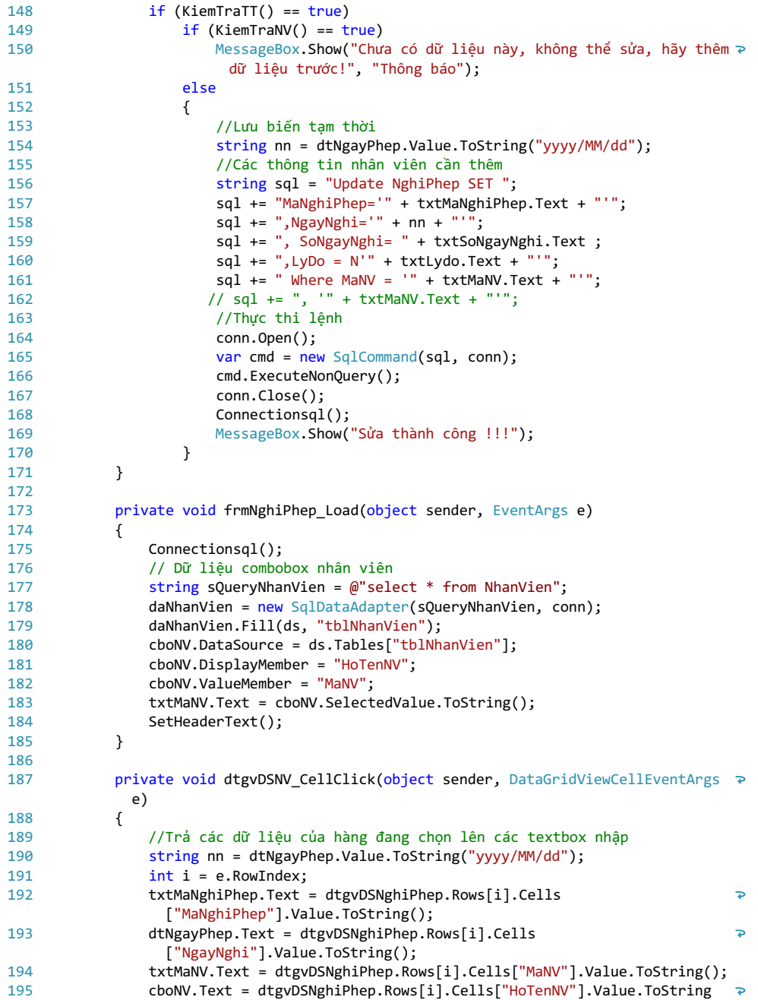 148                 if (KiemTraTT() == true)
149                     if (KiemTraNV() == true)
150                         MessageBox.Show("Chưa có dữ liệu này, không thể sửa, hãy thêm
                          dữ liệu trước!", "Thông báo");
151                     else
152                     {
153                         //Lưu biến tạm thời
154                         string nn = dtNgayPhep.Value.ToString("yyyy/MM/dd");
155                         //Các thông tin nhân viên cần thêm
156                         string sql = "Update NghiPhep SET ";
157                         sql += "MaNghiPhep='" + txtMaNghiPhep.Text + "'";
158                         sql += ",NgayNghi='" + nn + "'";
159                         sql += ", SoNgayNghi= " + txtSoNgayNghi.Text ;
160                         sql += ",LyDo = N'" + txtLydo.Text + "'";
161                         sql += " Where MaNV = '" + txtMaNV.Text + "'";
162                        // sql += ", '" + txtMaNV.Text + "'";
163                         //Thực thi lệnh
164                         conn.Open();
165                         var cmd = new SqlCommand(sql, conn);
166                         cmd.ExecuteNonQuery();
167                         conn.Close();
168                         Connectionsql();
169                         MessageBox.Show("Sửa thành công !!!");
170                     }
171             }
172
173             private void frmNghiPhep_Load(object sender, EventArgs e)
174             {
175                 Connectionsql();
176                 // Dữ liệu combobox nhân viên
177                 string sQueryNhanVien = @"select * from NhanVien";
178                 daNhanVien = new SqlDataAdapter(sQueryNhanVien, conn);
179                 daNhanVien.Fill(ds, "tblNhanVien");
180                 cboNV.DataSource = ds.Tables["tblNhanVien"];
181                 cboNV.DisplayMember = "HoTenNV";
182                 cboNV.ValueMember = "MaNV";
183                 txtMaNV.Text = cboNV.SelectedValue.ToString();
184                 SetHeaderText();
185             }
186
187             private void dtgvDSNV_CellClick(object sender, DataGridViewCellEventArgs
               e)
188             {
189                 //Trả các dữ liệu của hàng đang chọn lên các textbox nhập
190                 string nn = dtNgayPhep.Value.ToString("yyyy/MM/dd");
191                 int i = e.RowIndex;
192                 txtMaNghiPhep.Text = dtgvDSNghiPhep.Rows[i].Cells
                   ["MaNghiPhep"].Value.ToString();
193                 dtNgayPhep.Text = dtgvDSNghiPhep.Rows[i].Cells
                   ["NgayNghi"].Value.ToString();
194                 txtMaNV.Text = dtgvDSNghiPhep.Rows[i].Cells["MaNV"].Value.ToString();
195                 cboNV.Text = dtgvDSNghiPhep.Rows[i].Cells["HoTenNV"].Value.ToString